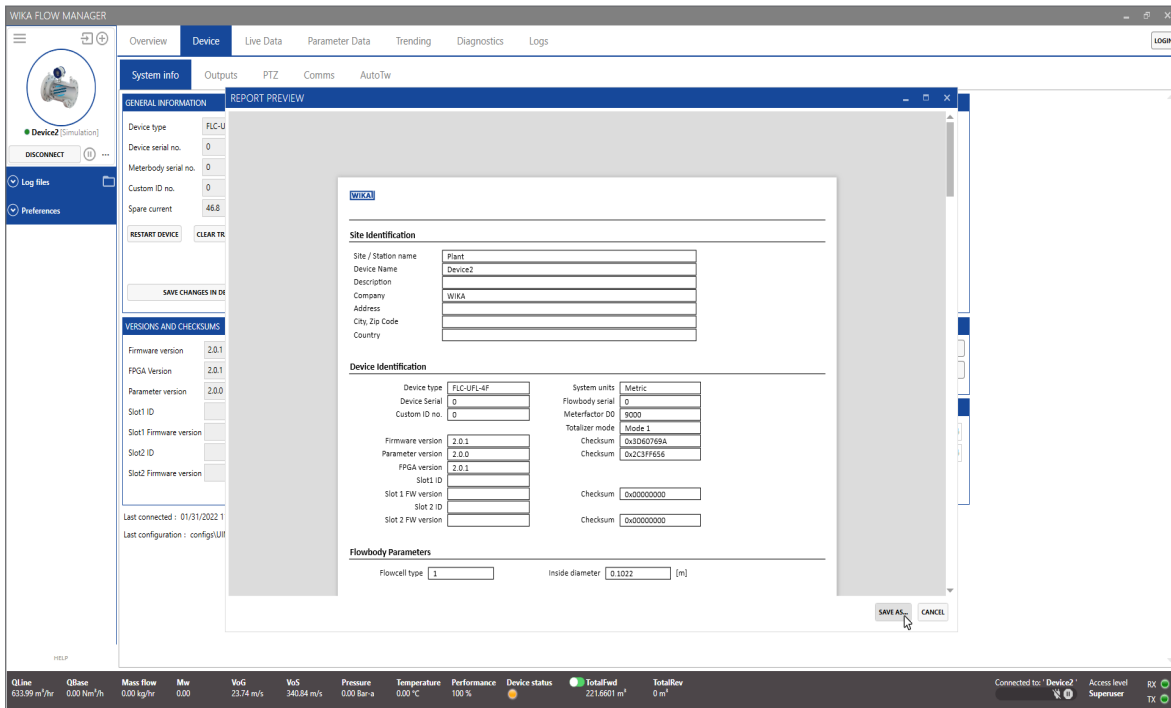 WIKA FLOW MANAGER
Overview Device Live Data Parameter Data Trending Diagnostics Logs
LOGIN
System info Outputs PTZ Comms AutoTw
Device2 [Simulation]
DISCONNECT
Log files
Preferences
HELP
GENERAL INFORMATION
Device type FLC-U
Device serial no. 0
Meterbody serial no. 0
Custom ID no. 0
Spare current 46.8
RESTART DEVICE CLEAR TR
SAVE CHANGES IN DE
VERSIONS AND CHECKSUMS
Firmware version 2.0.1
FPGA Version 2.0.1
Parameter version 2.0.0
Slot1 ID
Slot1 Firmware version
Slot2 ID
Slot2 Firmware version
Last connected : 01/31/2022 1
Last configuration : configs\UI
REPORT PREVIEW
WIKA
Site Identification
Site / Station name Plant
Device Name Device2
Description
Company WIKA
Address
City, Zip Code
Country
Device Identification
Device type FLC-UFL-4F System units Metric
Device Serial 0 Flowbody serial 0
Custom ID no. 0 Meterfactor D0 9000
Totalizer mode Mode 1
Firmware version 2.0.1 Checksum 0x3D60769A
Parameter version 2.0.0 Checksum 0x2C3FF656
FPGA version 2.0.1
Slot1 ID
Slot 1 FW version Checksum 0x00000000
Slot 2 ID
Slot 2 FW version Checksum 0x00000000
Flowbody Parameters
Flowcell type 1 Inside diameter 0.1022 [m]
SAVE AS... CANCEL
QLine QBase Mass flow Mw VoG VoS Pressure Temperature Performance Device status TotalFwd TotalRev Connected to: ' Device2 ' Access level RX
633.99 m³/hr 0.00 Nm³/h 0.00 kg/hr 0.00 23.74 m/s 340.84 m/s 0.00 Bar-a 0.00 °C 100 % 221.6601 m³ 0 m³ Superuser TX